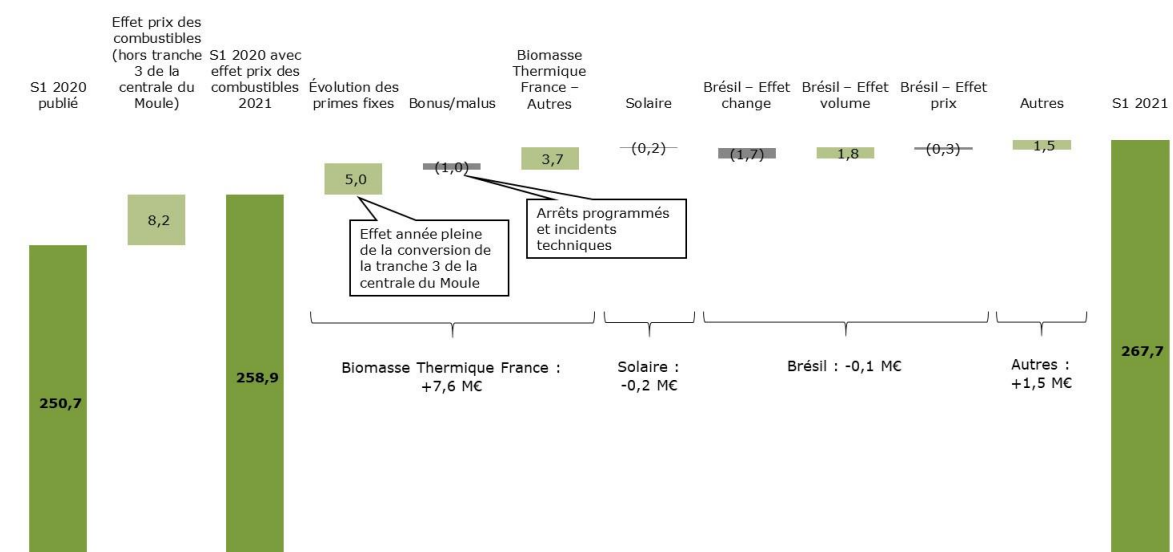 S1 2020
publié
Effet prix des
combustibles
(hors tranche
3 de la
centrale du
Moule)
S1 2020 avec
effet prix des
combustibles
2021
Évolution des
primes fixes
Bonus/malus
Biomasse
Thermique
France –
Autres
Solaire
Brésil – Effet
change
Brésil – Effet
volume
Brésil – Effet
prix
Autres
S1 2021
250,7
8,2
258,9
5,0
(1,0)
3,7
(0,2)
(1,7)
1,8
(0,3)
1,5
267,7
Effet année pleine
de la conversion de
la tranche 3 de la
centrale du Moule
Arrêts programmés
et incidents
techniques
Biomasse Thermique France :
+7,6 M€
Solaire :
-0,2 M€
Brésil : -0,1 M€
Autres :
+1,5 M€